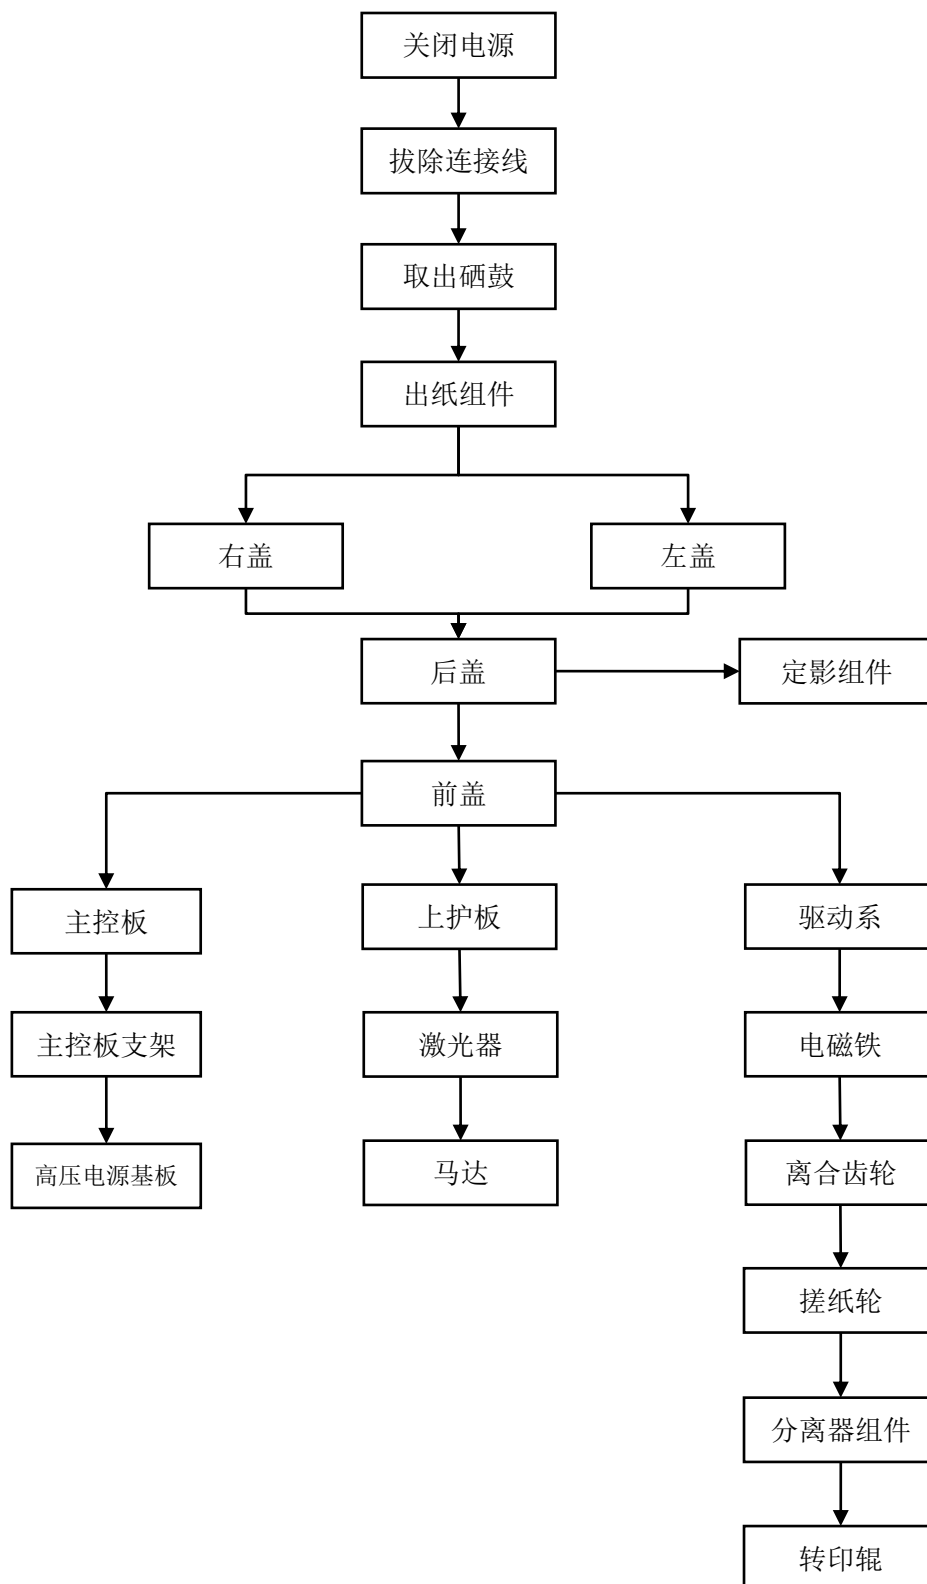 关闭电源
拔除连接线
取出硒鼓
出纸组件
右盖
左盖
后盖
定影组件
前盖
主控板
上护板
驱动系
主控板支架
激光器
电磁铁
高压电源基板
马达
离合齿轮
搓纸轮
分离器组件
转印辊